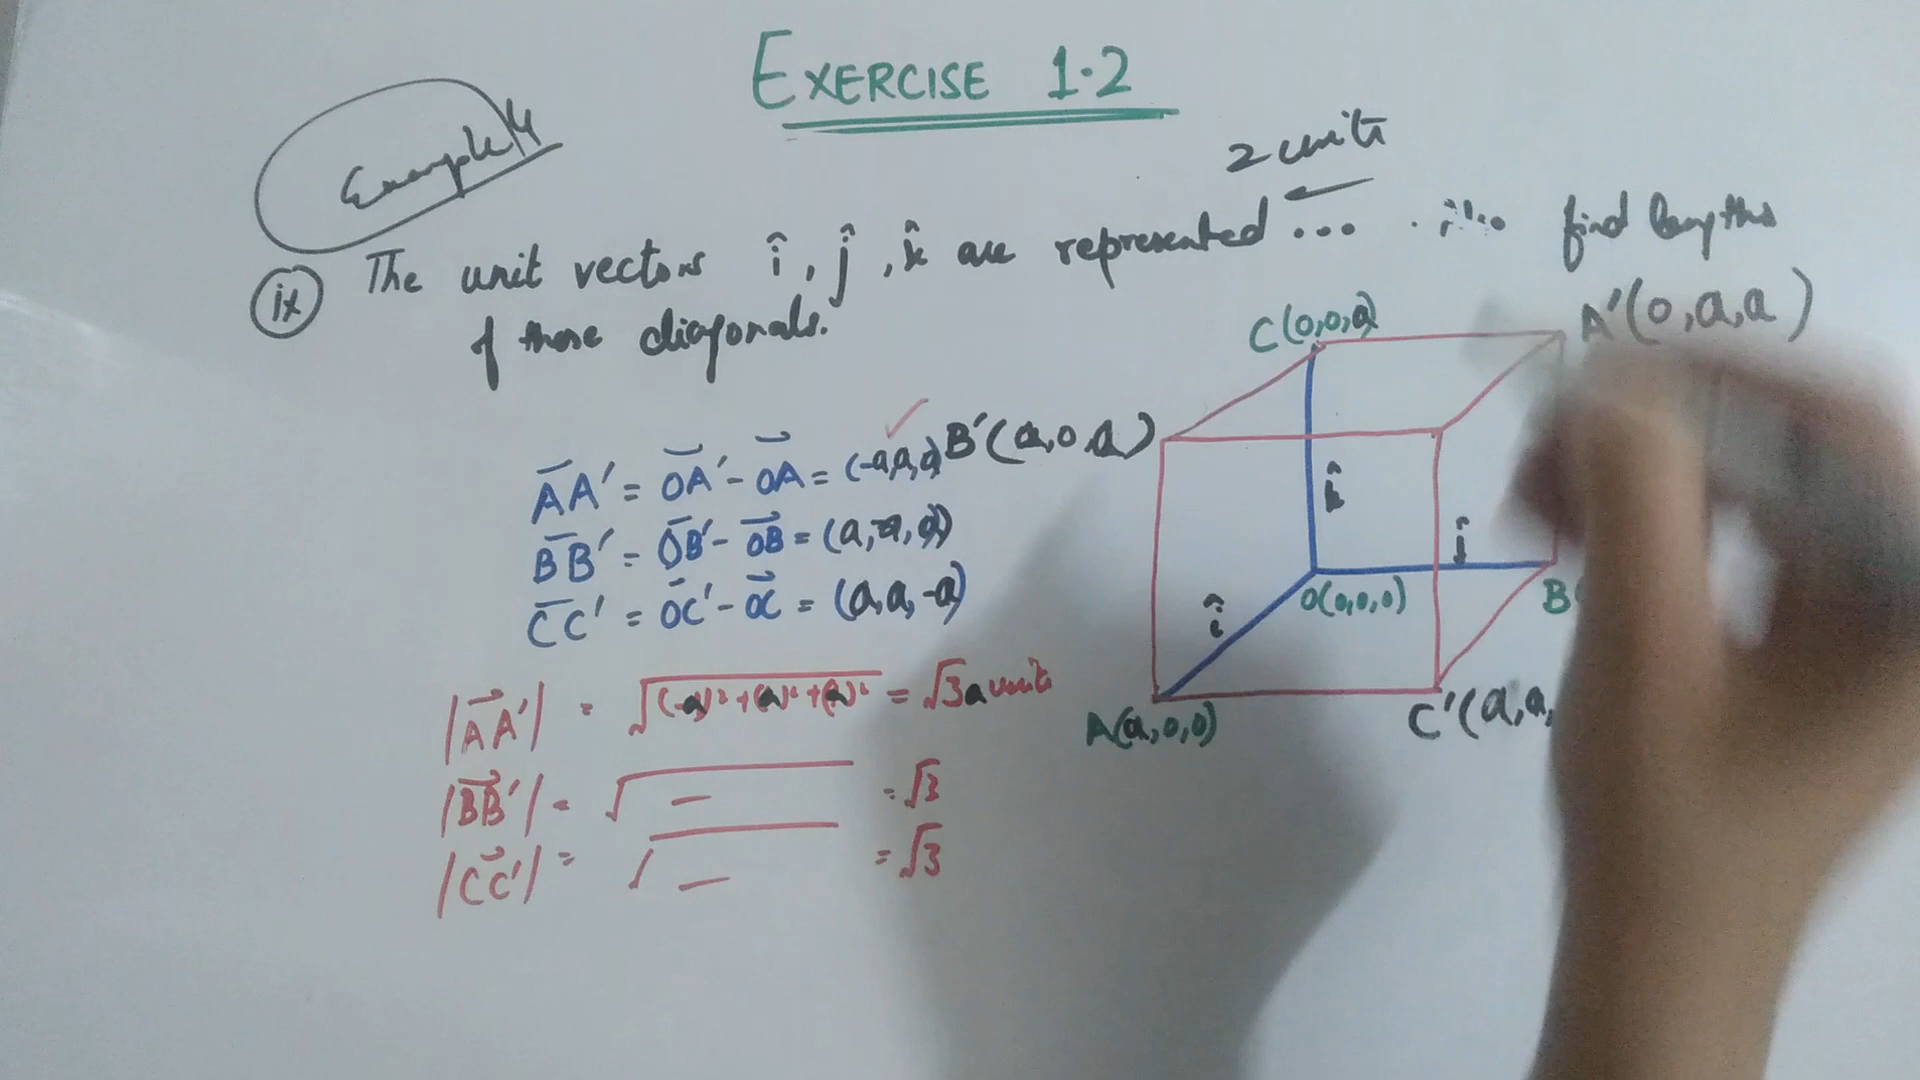 EXERCISE 1.2
Example 4
2 units
(ix) The unit vectors î, ĵ, k̂ are represented ... find lengths
of those diagonals.
C(0,0,a)
A'(0,a,a)
B'(a,0,a)
AA' = OA' - OA = (-a,a,a)
BB' = OB' - OB = (a,-a,a)
CC' = OC' - OC = (a,a,-a)
k̂
ĵ
î
O(0,0,0)
B
A(a,0,0)
C'(a,a,
|AA'| = √(-a)²+(a)²+(a)² = √3a units
|BB'| = √ — = √3
|CC'| = √ — = √3